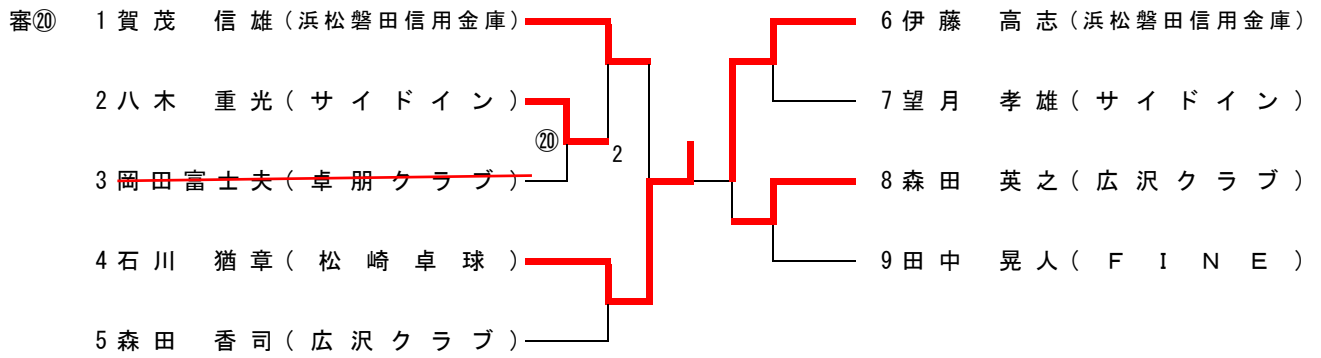 審⑳ 1 賀茂 信雄(浜松磐田信用金庫)
2 八木 重光(サイドイン)
⑳
2
3 岡田富士夫(卓朋クラブ)
4 石川 猶章(松崎卓球)
5 森田 香司(広沢クラブ)
6 伊藤 高志(浜松磐田信用金庫)
7 望月 孝雄(サイドイン)
8 森田 英之(広沢クラブ)
9 田中 晃人(FINE)